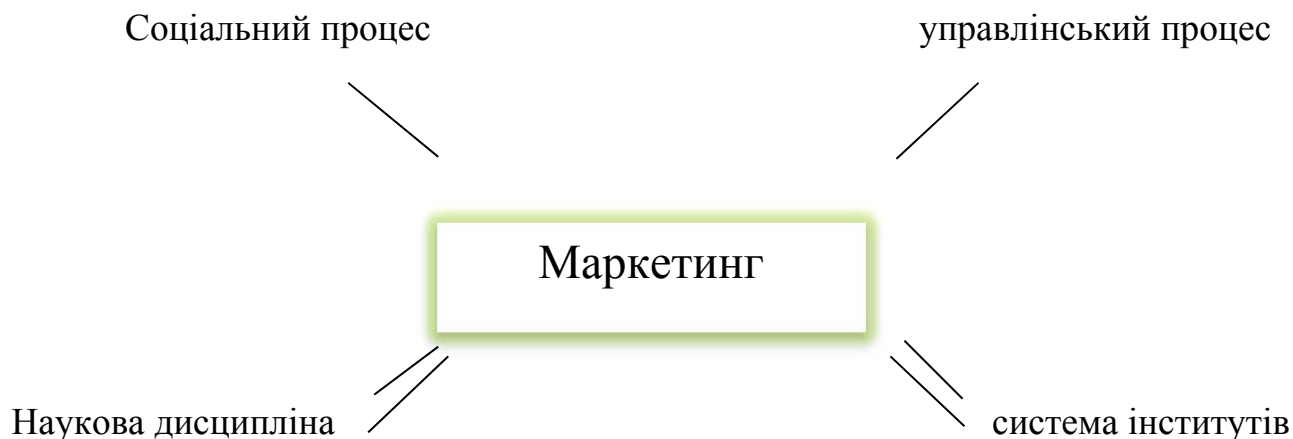 Соціальний процес
управлінський процес
Маркетинг
Наукова дисципліна
система інститутів